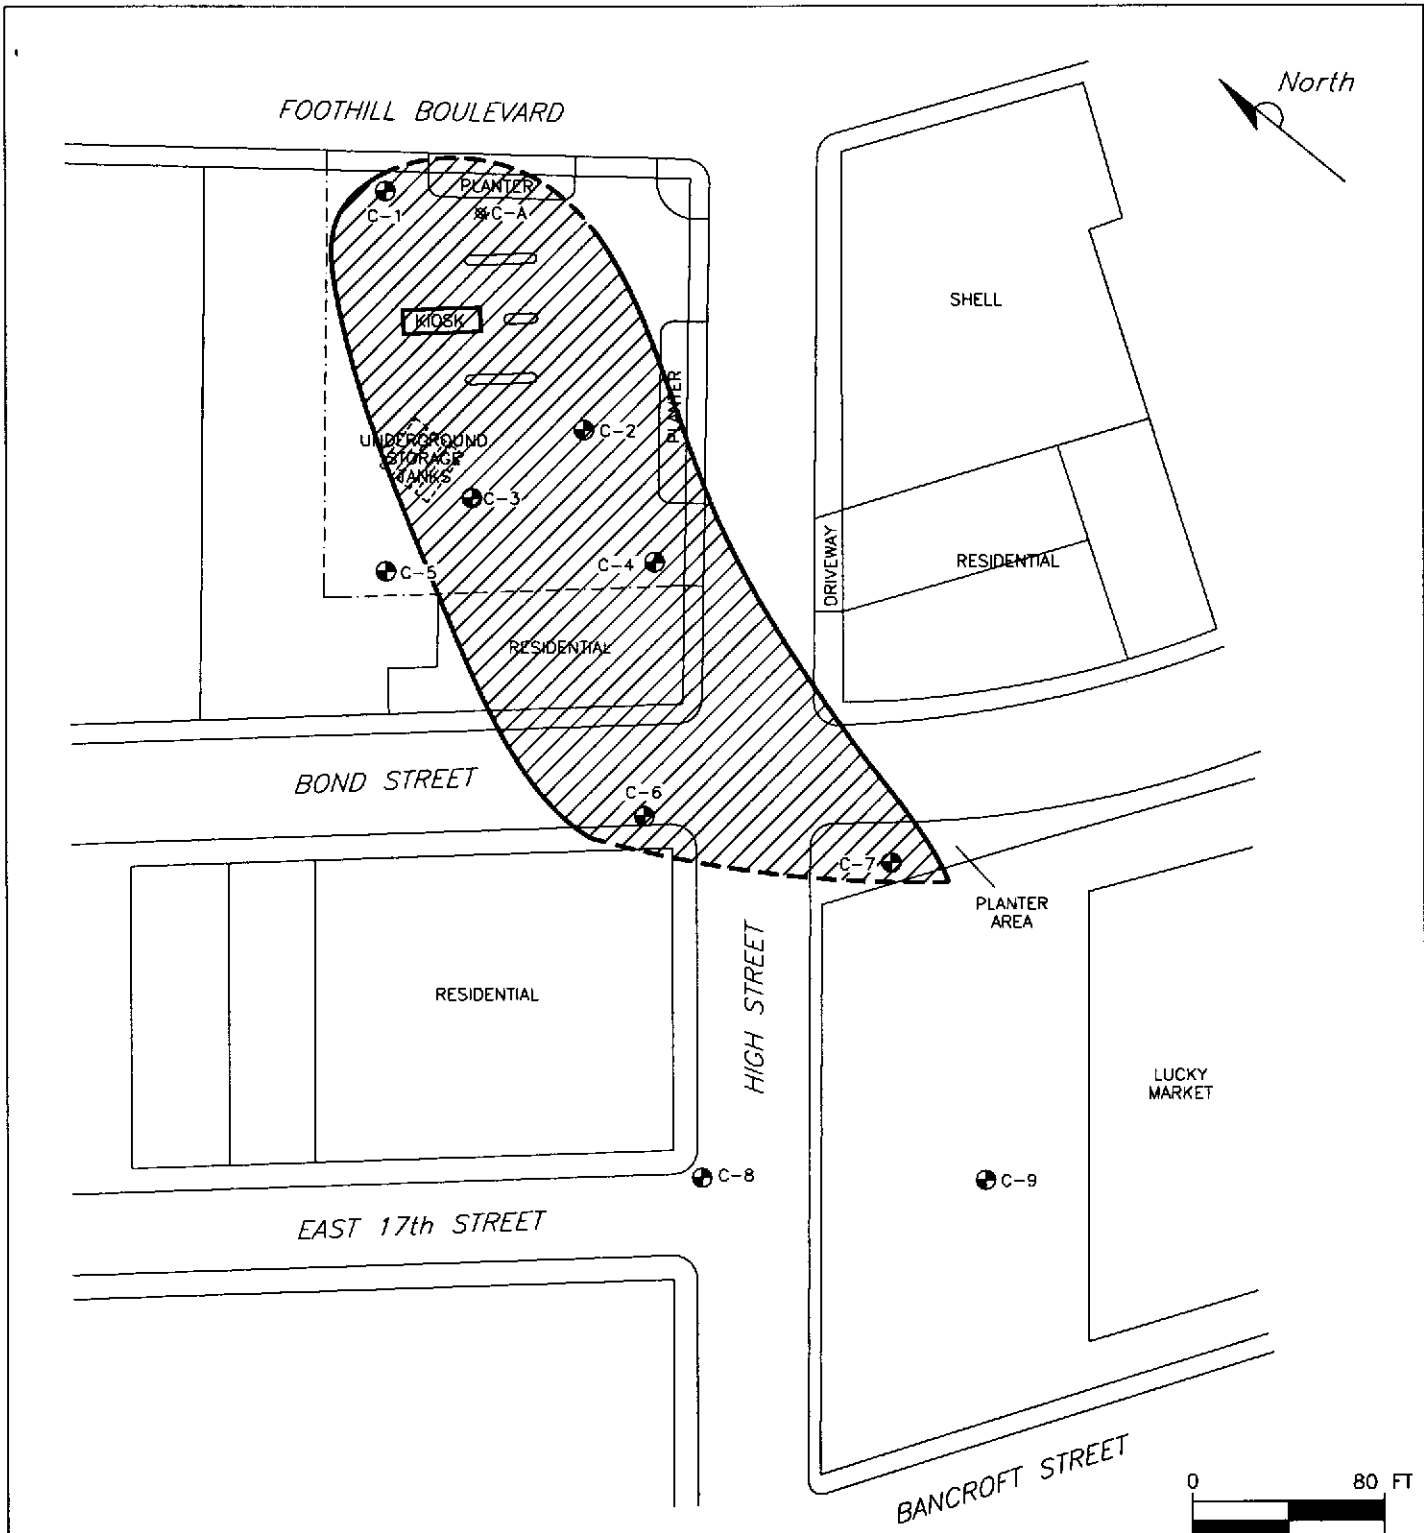 North
FOOTHILL BOULEVARD
PLANTER
C-1
C-A
SHELL
KIOSK
PLANTER
C-2
UNDERGROUND
STORAGE
TANKS
C-3
C-4
C-5
DRIVEWAY
RESIDENTIAL
RESIDENTIAL
BOND STREET
C-6
C-7
PLANTER
AREA
HIGH STREET
RESIDENTIAL
LUCKY
MARKET
C-8
C-9
EAST 17th STREET
BANCROFT STREET
0 80 FT